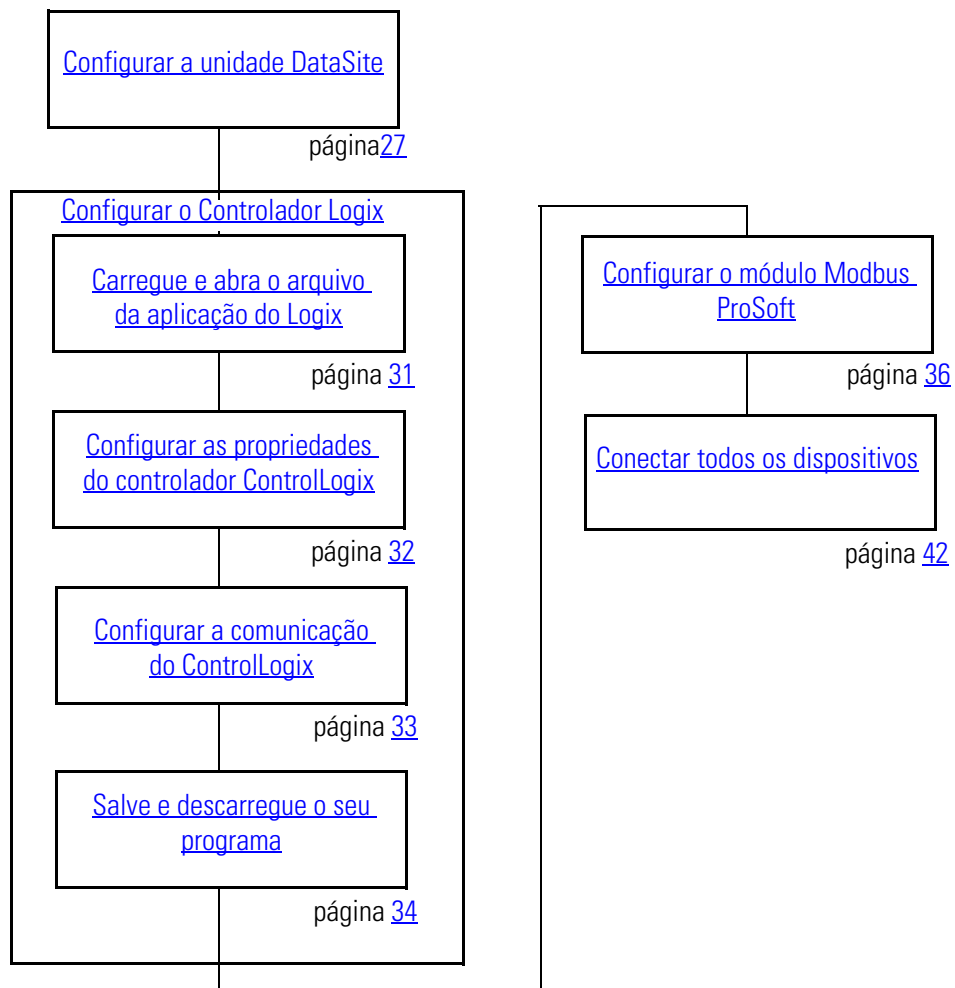 Configurar a unidade DataSite
página27
Configurar o Controlador Logix
Carregue e abra o arquivo
da aplicação do Logix
página 31
Configurar as propriedades
do controlador ControlLogix
página 32
Configurar a comunicação
do ControlLogix
página 33
Salve e descarregue o seu
programa
página 34
Configurar o módulo Modbus
ProSoft
página 36
Conectar todos os dispositivos
página 42